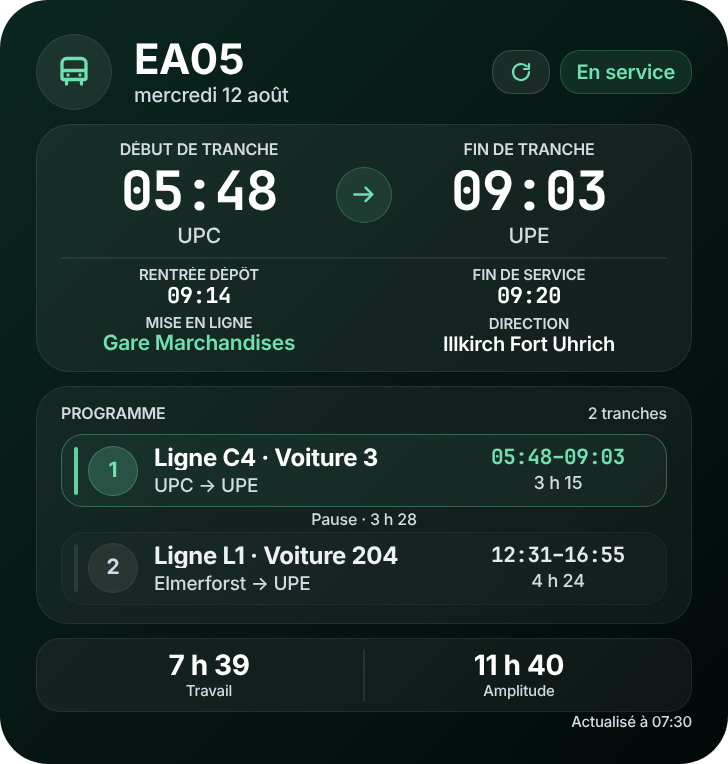 EA05
mercredi 12 août
En service
DÉBUT DE TRANCHE
05:48
UPC
FIN DE TRANCHE
09:03
UPE
RENTRÉE DÉPÔT
09:14
FIN DE SERVICE
09:20
MISE EN LIGNE
Gare Marchandises
DIRECTION
Illkirch Fort Uhrich
PROGRAMME
2 tranches
1
Ligne C4 · Voiture 3
05:48–09:03
UPC → UPE
3 h 15
Pause · 3 h 28
2
Ligne L1 · Voiture 204
12:31–16:55
Elmerforst → UPE
4 h 24
7 h 39
Travail
11 h 40
Amplitude
Actualisé à 07:30